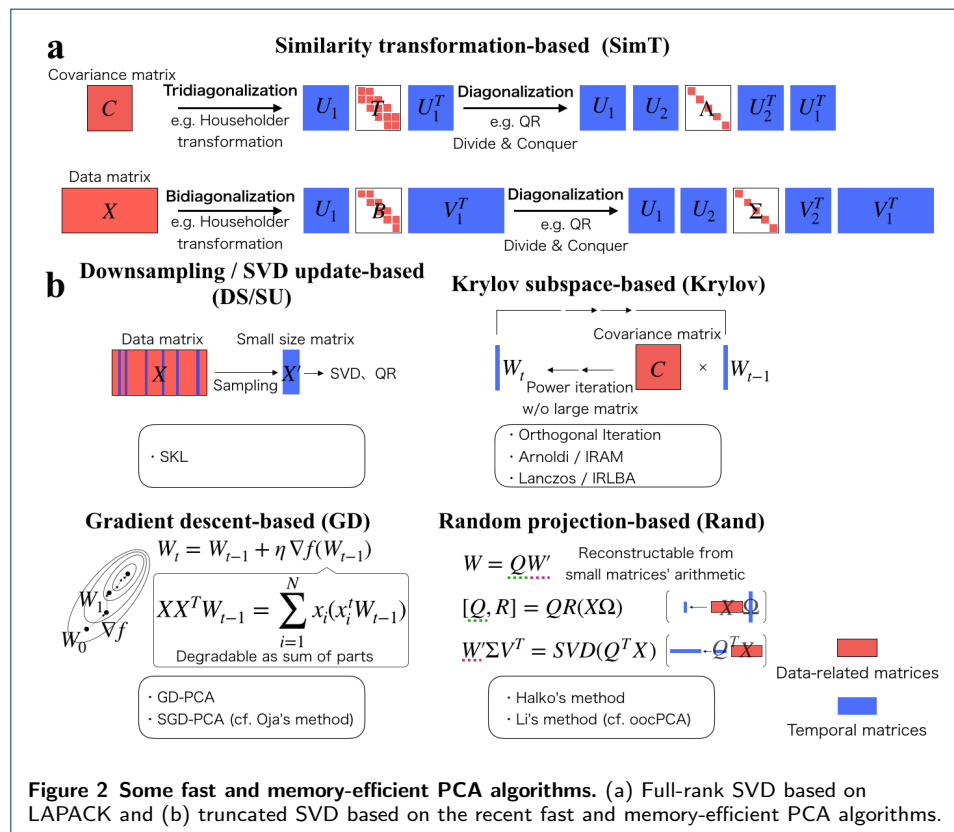 a
Similarity transformation-based (SimT)
Covariance matrix
C
Tridiagonalization
e.g. Householder
transformation
U₁ T U₁ᵀ
Diagonalization
e.g. QR
Divide & Conquer
U₁ U₂ Λ U₂ᵀ U₁ᵀ
Data matrix
X
Bidiagonalization
e.g. Householder
transformation
U₁ B V₁ᵀ
Diagonalization
e.g. QR
Divide & Conquer
U₁ U₂ Σ V₂ᵀ V₁ᵀ
b
Downsampling / SVD update-based
(DS/SU)
Data matrix
X
Sampling
Small size matrix
X'
SVD、QR
・SKL
Krylov subspace-based (Krylov)
Covariance matrix
Wₜ
C × Wₜ₋₁
Power iteration
w/o large matrix
・Orthogonal Iteration
・Arnoldi / IRAM
・Lanczos / IRLBA
Gradient descent-based (GD)
Wₜ = Wₜ₋₁ + η∇f(Wₜ₋₁)
W₁
W₀ ∇f
XXᵀWₜ₋₁ = ∑ᵢ₌₁ᴺ xᵢ(xᵢᵗWₜ₋₁)
Degradable as sum of parts
・GD-PCA
・SGD-PCA (cf. Oja's method)
Random projection-based (Rand)
W = QW'
Reconstructable from
small matrices' arithmetic
[Q, R] = QR(XΩ)
X Ω
W'ΣVᵀ = SVD(QᵀX)
QᵀX
・Halko's method
・Li's method (cf. oocPCA)
Data-related matrices
Temporal matrices
Figure 2 Some fast and memory-efficient PCA algorithms. (a) Full-rank SVD based on
LAPACK and (b) truncated SVD based on the recent fast and memory-efficient PCA algorithms.